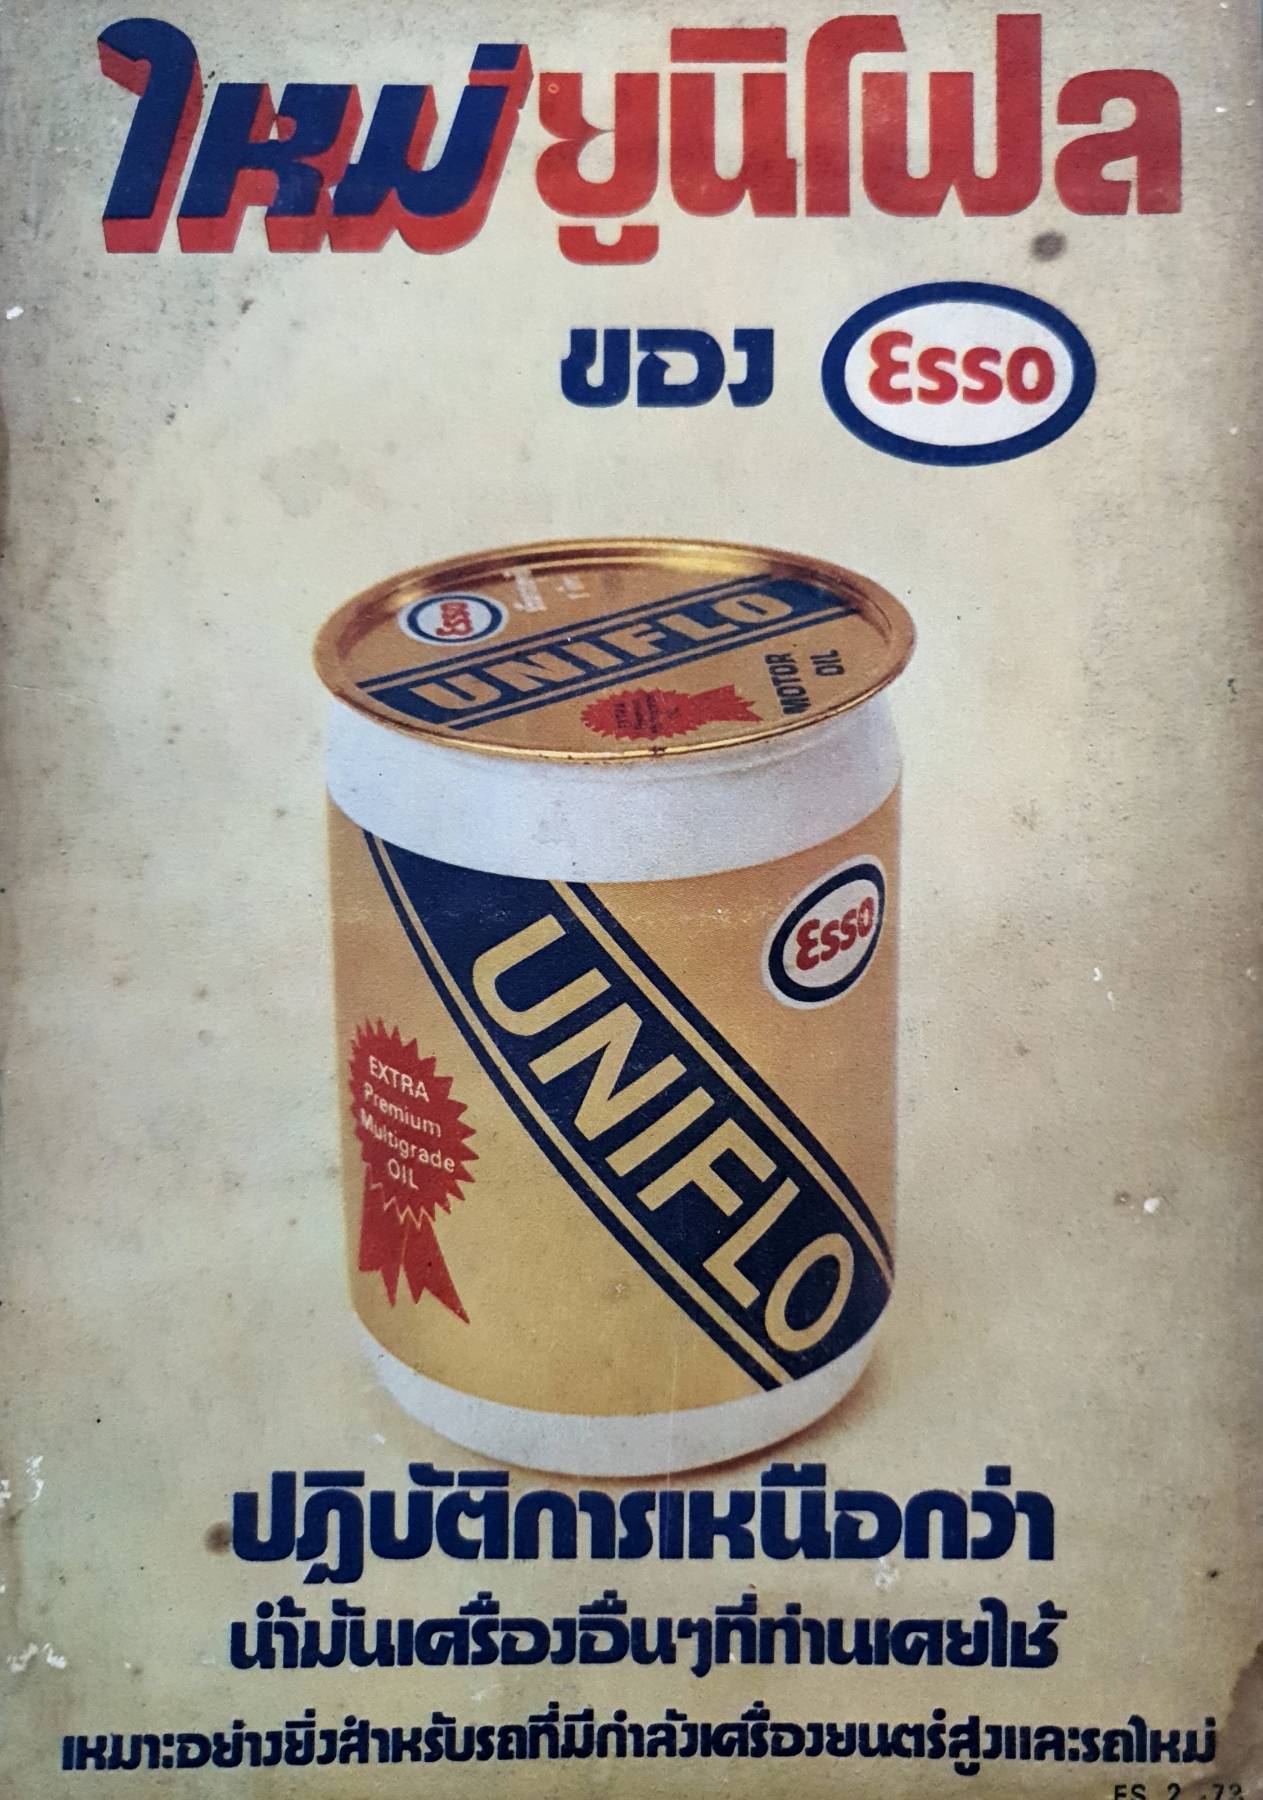 ใหม่ ยูนิโฟล
ของ Esso
Esso
UNIFLO
MOTOR
OIL
EXTRA
Esso
UNIFLO
EXTRA
Premium
Multigrade
OIL
ปฏิบัติการเหนือกว่า
น้ำมันเครื่องอื่นๆที่ท่านเคยใช้
เหมาะอย่างยิ่งสำหรับรถที่มีกำลังเครื่องยนตร์สูงและรถใหม่
ES 2